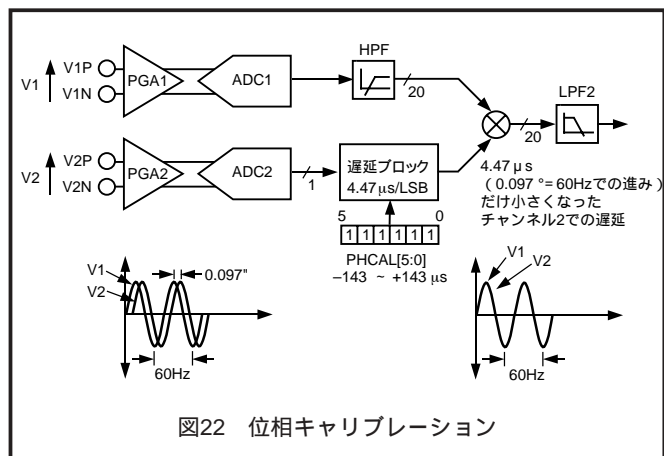 V1
V1P
V1N
PGA1
ADC1
HPF
20
20
LPF2
V2
V2P
V2N
PGA2
ADC2
1
遅延ブロック
4.47μs/LSB
4.47μs
(0.097°=60Hzでの進み)
だけ小さくなった
チャンネル2での遅延
5
0
1 1 1 1 1 1
PHCAL[5:0]
–143 ~ +143 μs
V1
V2
0.097"
60Hz
V1
V2
60Hz
図22 位相キャリブレーション